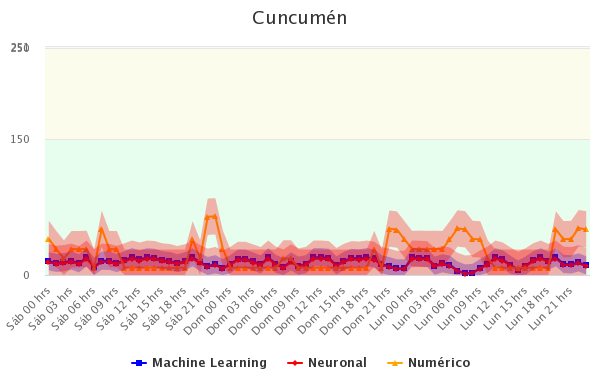 Cuncumén
250
150
0
Sáb 00 hrs
Sáb 03 hrs
Sáb 06 hrs
Sáb 09 hrs
Sáb 12 hrs
Sáb 15 hrs
Sáb 18 hrs
Sáb 21 hrs
Dom 00 hrs
Dom 03 hrs
Dom 06 hrs
Dom 09 hrs
Dom 12 hrs
Dom 15 hrs
Dom 18 hrs
Dom 21 hrs
Lun 00 hrs
Lun 03 hrs
Lun 06 hrs
Lun 09 hrs
Lun 12 hrs
Lun 15 hrs
Lun 18 hrs
Lun 21 hrs
Machine Learning Neuronal Numérico